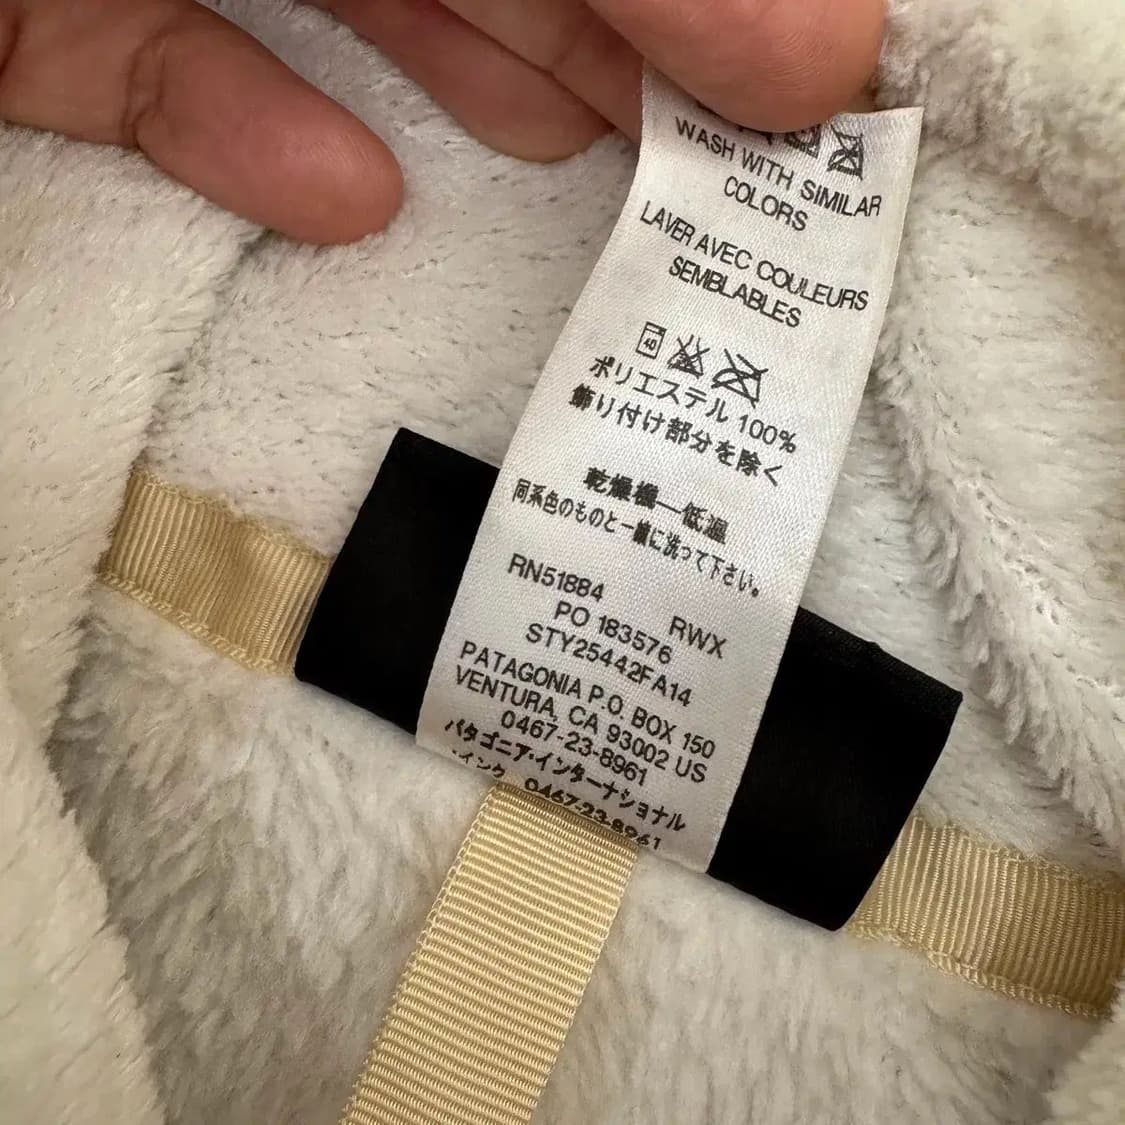 WASH WITH SIMILAR
COLORS
LAVER AVEC COULEURS
SEMBLABLES
40
ポリエステル 100%
飾り付け部分を除く
乾燥機—低温
同系色のものと一緒に洗って下さい。
RN51884 RWX
PO 183576
STY25442FA14
PATAGONIA P.O. BOX 150
VENTURA, CA 93002 US
0467-23-8961
パタゴニア・インターナショナル
インク 0467-23-8961